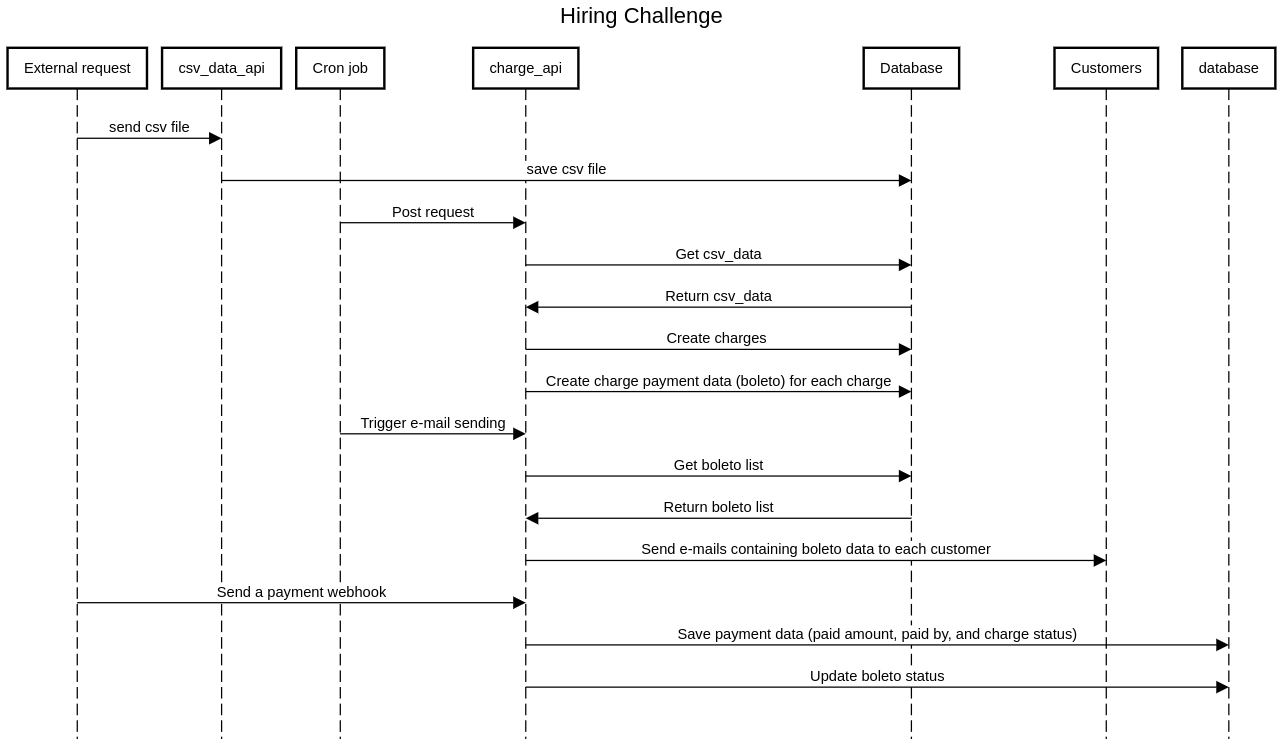 Hiring Challenge
External request
csv_data_api
Cron job
charge_api
Database
Customers
database
send csv file
save csv file
Post request
Get csv_data
Return csv_data
Create charges
Create charge payment data (boleto) for each charge
Trigger e-mail sending
Get boleto list
Return boleto list
Send e-mails containing boleto data to each customer
Send a payment webhook
Save payment data (paid amount, paid by, and charge status)
Update boleto status